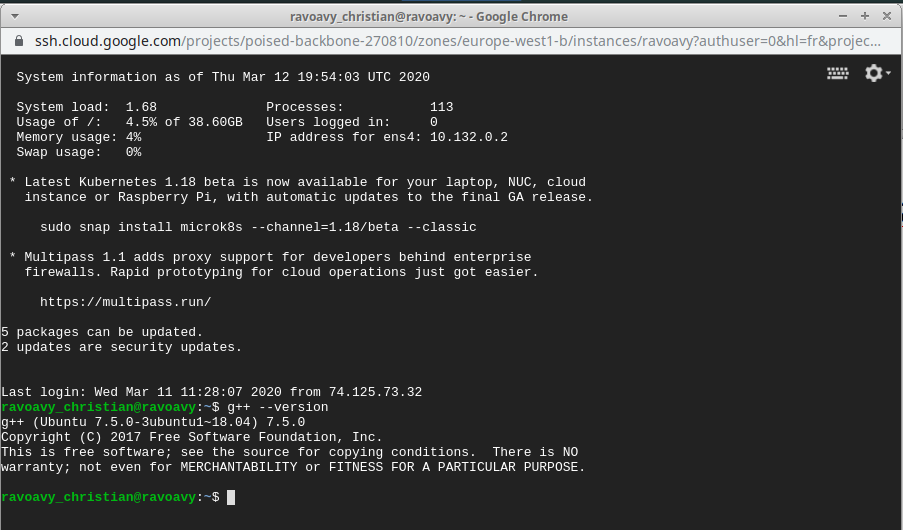 ravoavy_christian@ravoavy: ~ - Google Chrome
ssh.cloud.google.com/projects/poised-backbone-270810/zones/europe-west1-b/instances/ravoavy?authuser=0&hl=fr&projec...
System information as of Thu Mar 12 19:54:03 UTC 2020
System load:  1.68              Processes:           113
Usage of /:   4.5% of 38.60GB   Users logged in:     0
Memory usage: 4%                IP address for ens4: 10.132.0.2
Swap usage:   0%
* Latest Kubernetes 1.18 beta is now available for your laptop, NUC, cloud
instance or Raspberry Pi, with automatic updates to the final GA release.
sudo snap install microk8s --channel=1.18/beta --classic
* Multipass 1.1 adds proxy support for developers behind enterprise
firewalls. Rapid prototyping for cloud operations just got easier.
https://multipass.run/
5 packages can be updated.
2 updates are security updates.
Last login: Wed Mar 11 11:28:07 2020 from 74.125.73.32
ravoavy_christian@ravoavy:~$ g++ --version
g++ (Ubuntu 7.5.0-3ubuntu1~18.04) 7.5.0
Copyright (C) 2017 Free Software Foundation, Inc.
This is free software; see the source for copying conditions.  There is NO
warranty; not even for MERCHANTABILITY or FITNESS FOR A PARTICULAR PURPOSE.
ravoavy_christian@ravoavy:~$